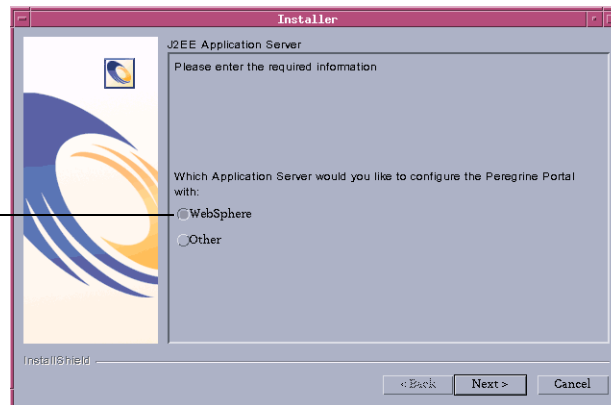 Installer
J2EE Application Server
Please enter the required information
Which Application Server would you like to configure the Peregrine Portal
with:
WebSphere
Other
InstallShield
< Back Next > Cancel